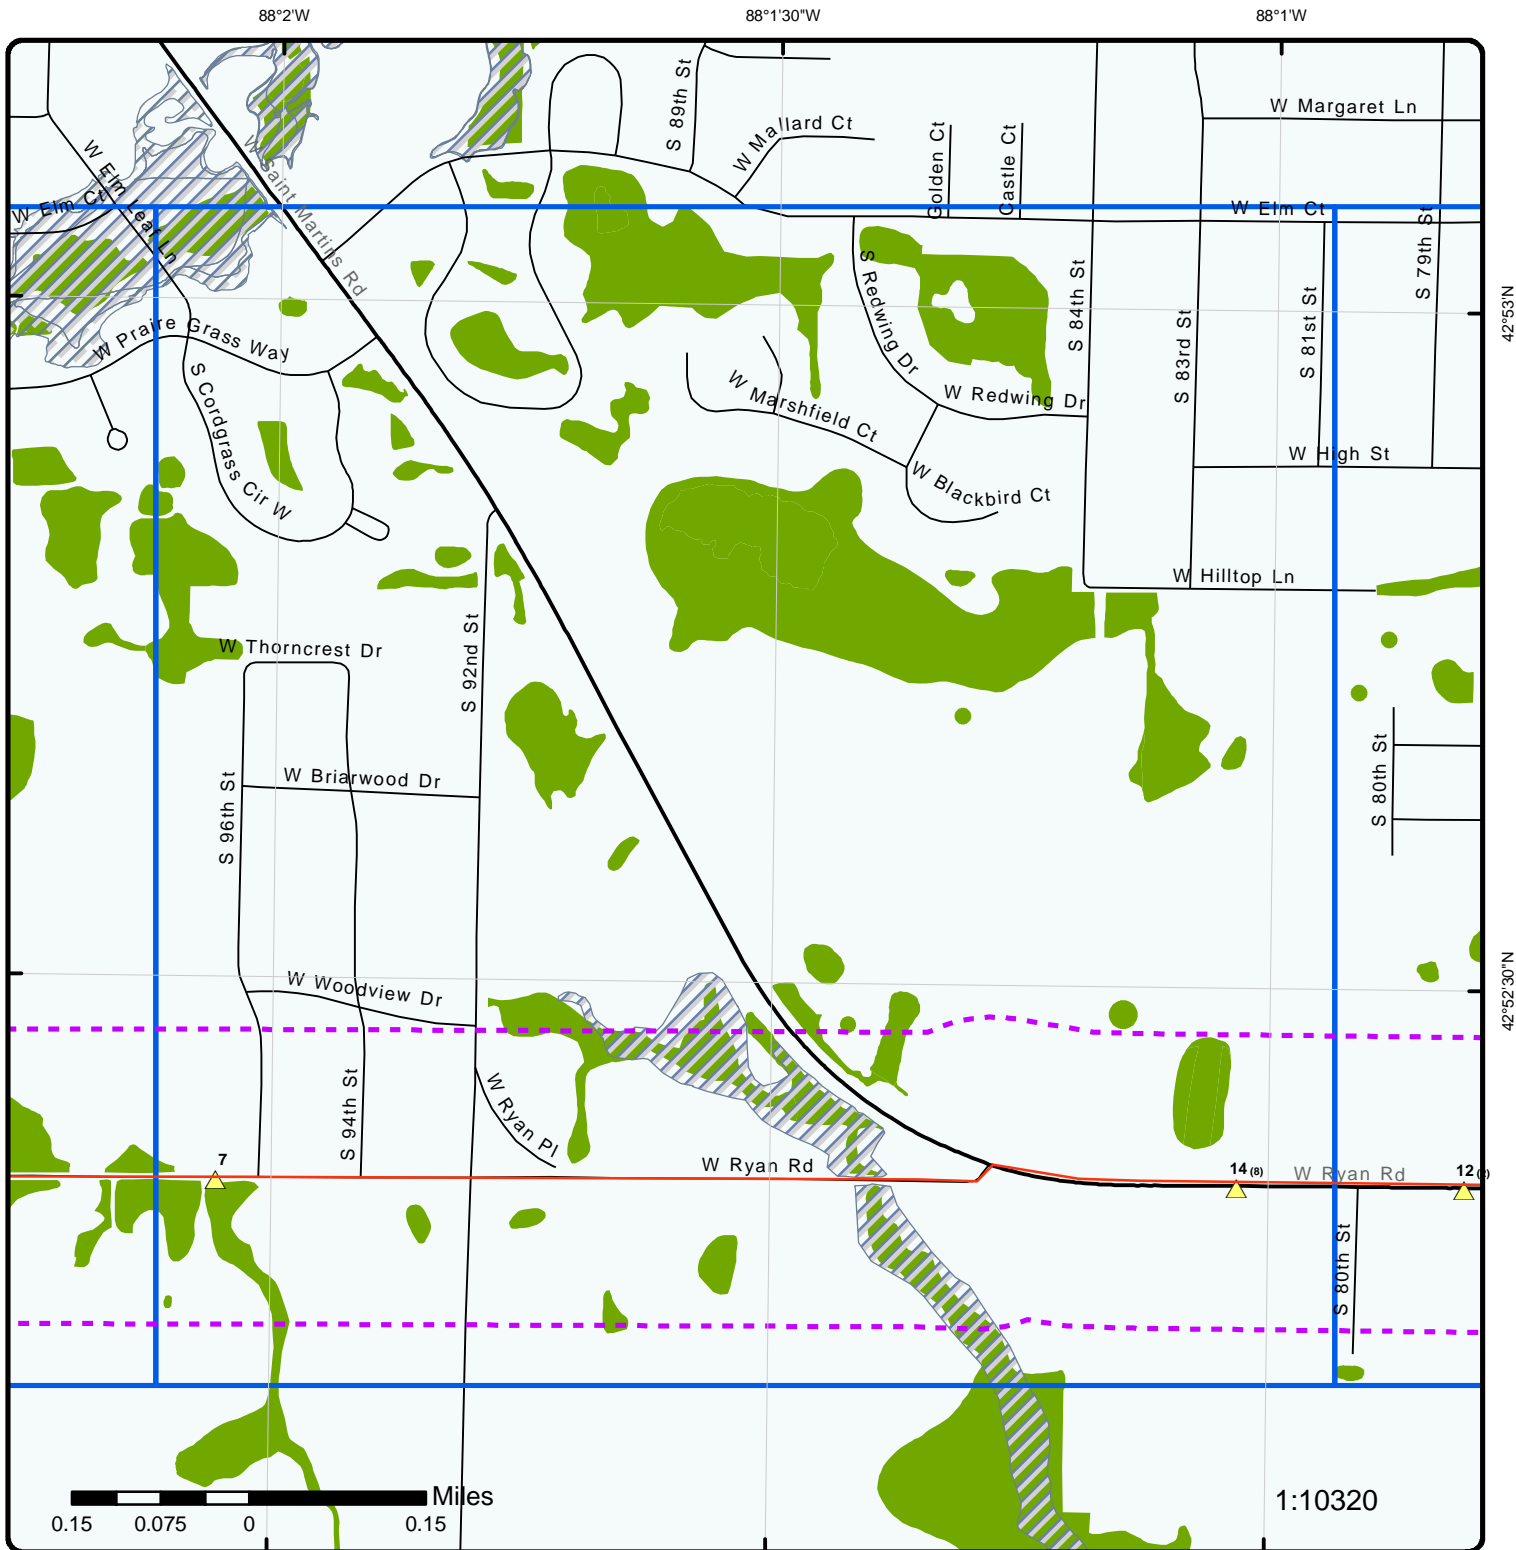 88°2'W
88°1'30"W
88°1'W
W Margaret Ln
S 89th St
W Mallard Ct
Golden Ct
Castle Ct
W Elm Leaf Ln
W Saint Martins Rd
W Elm Ct
W Elm Ct
S 79th St
S Redwing Dr
S 84th St
S 83rd St
S 81st St
42°53'N
W Praire Grass Way
S Cordgrass Cir W
W Marshfield Ct
W Redwing Dr
W High St
W Blackbird Ct
W Hilltop Ln
W Thorncrest Dr
S 92nd St
S 80th St
S 96th St
W Briarwood Dr
W Woodview Dr
42°52'30"N
S 94th St
W Ryan Pl
7
W Ryan Rd
14 (8)
W Ryan Rd
12
S 80th St
Miles
0.15 0.075 0 0.15
1:10320